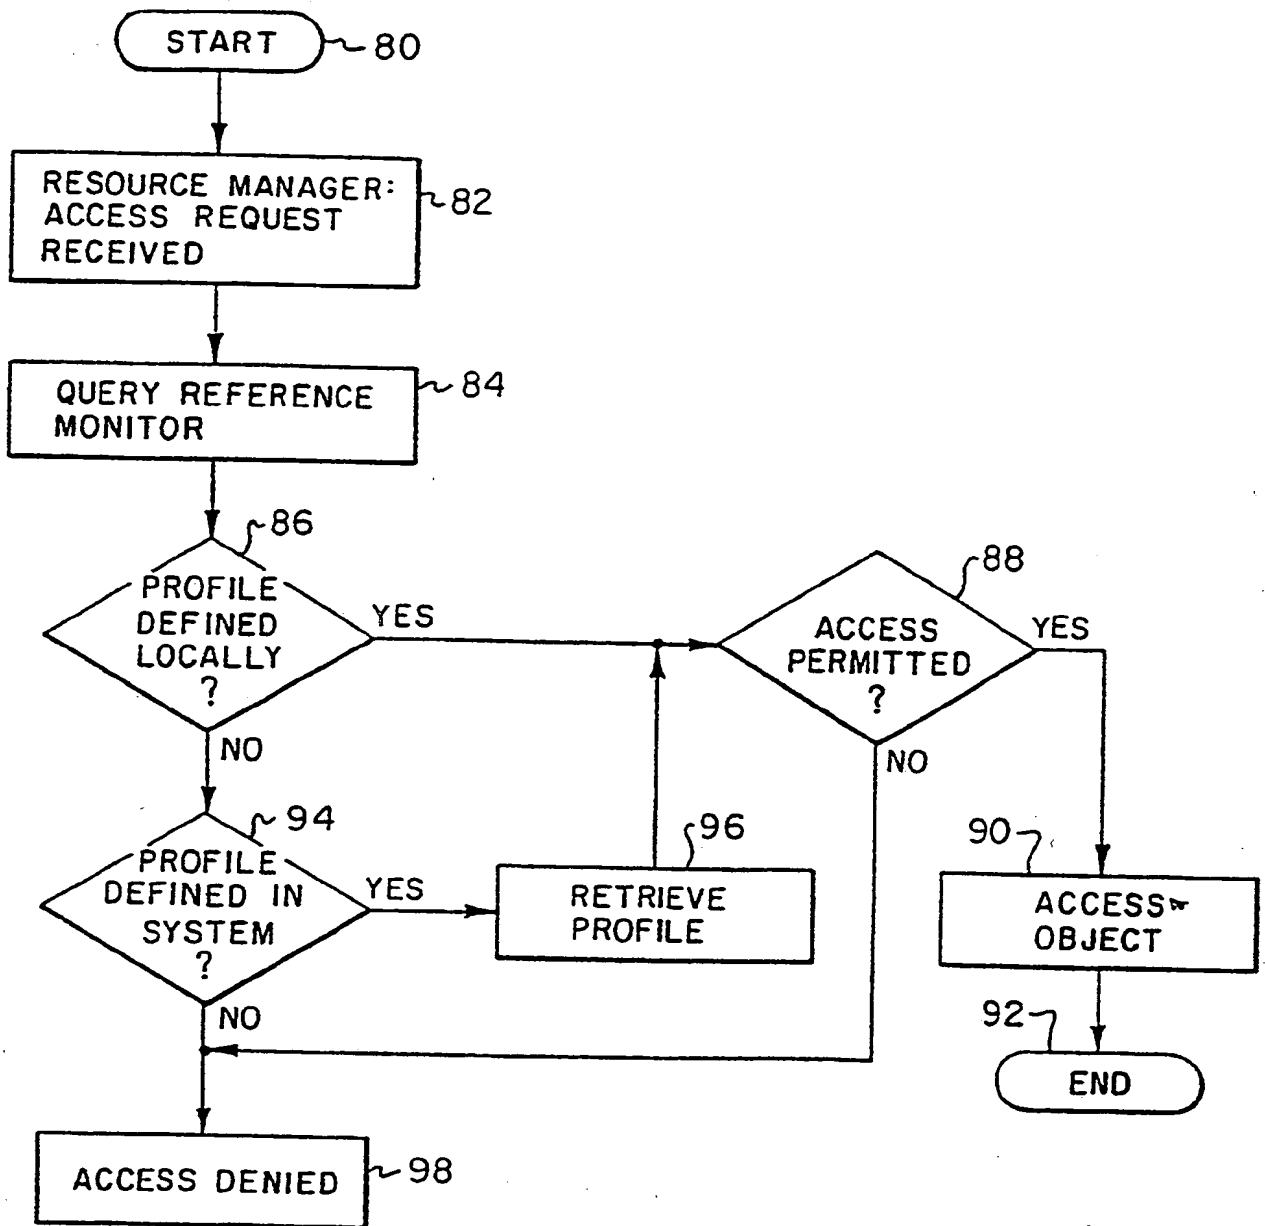 START
80
RESOURCE MANAGER:
ACCESS REQUEST
RECEIVED
82
QUERY REFERENCE
MONITOR
84
86
PROFILE
DEFINED
LOCALLY
?
YES
NO
88
ACCESS
PERMITTED
?
YES
NO
94
PROFILE
DEFINED IN
SYSTEM
?
YES
NO
96
RETRIEVE
PROFILE
90
ACCESS
OBJECT
92
END
ACCESS DENIED
98